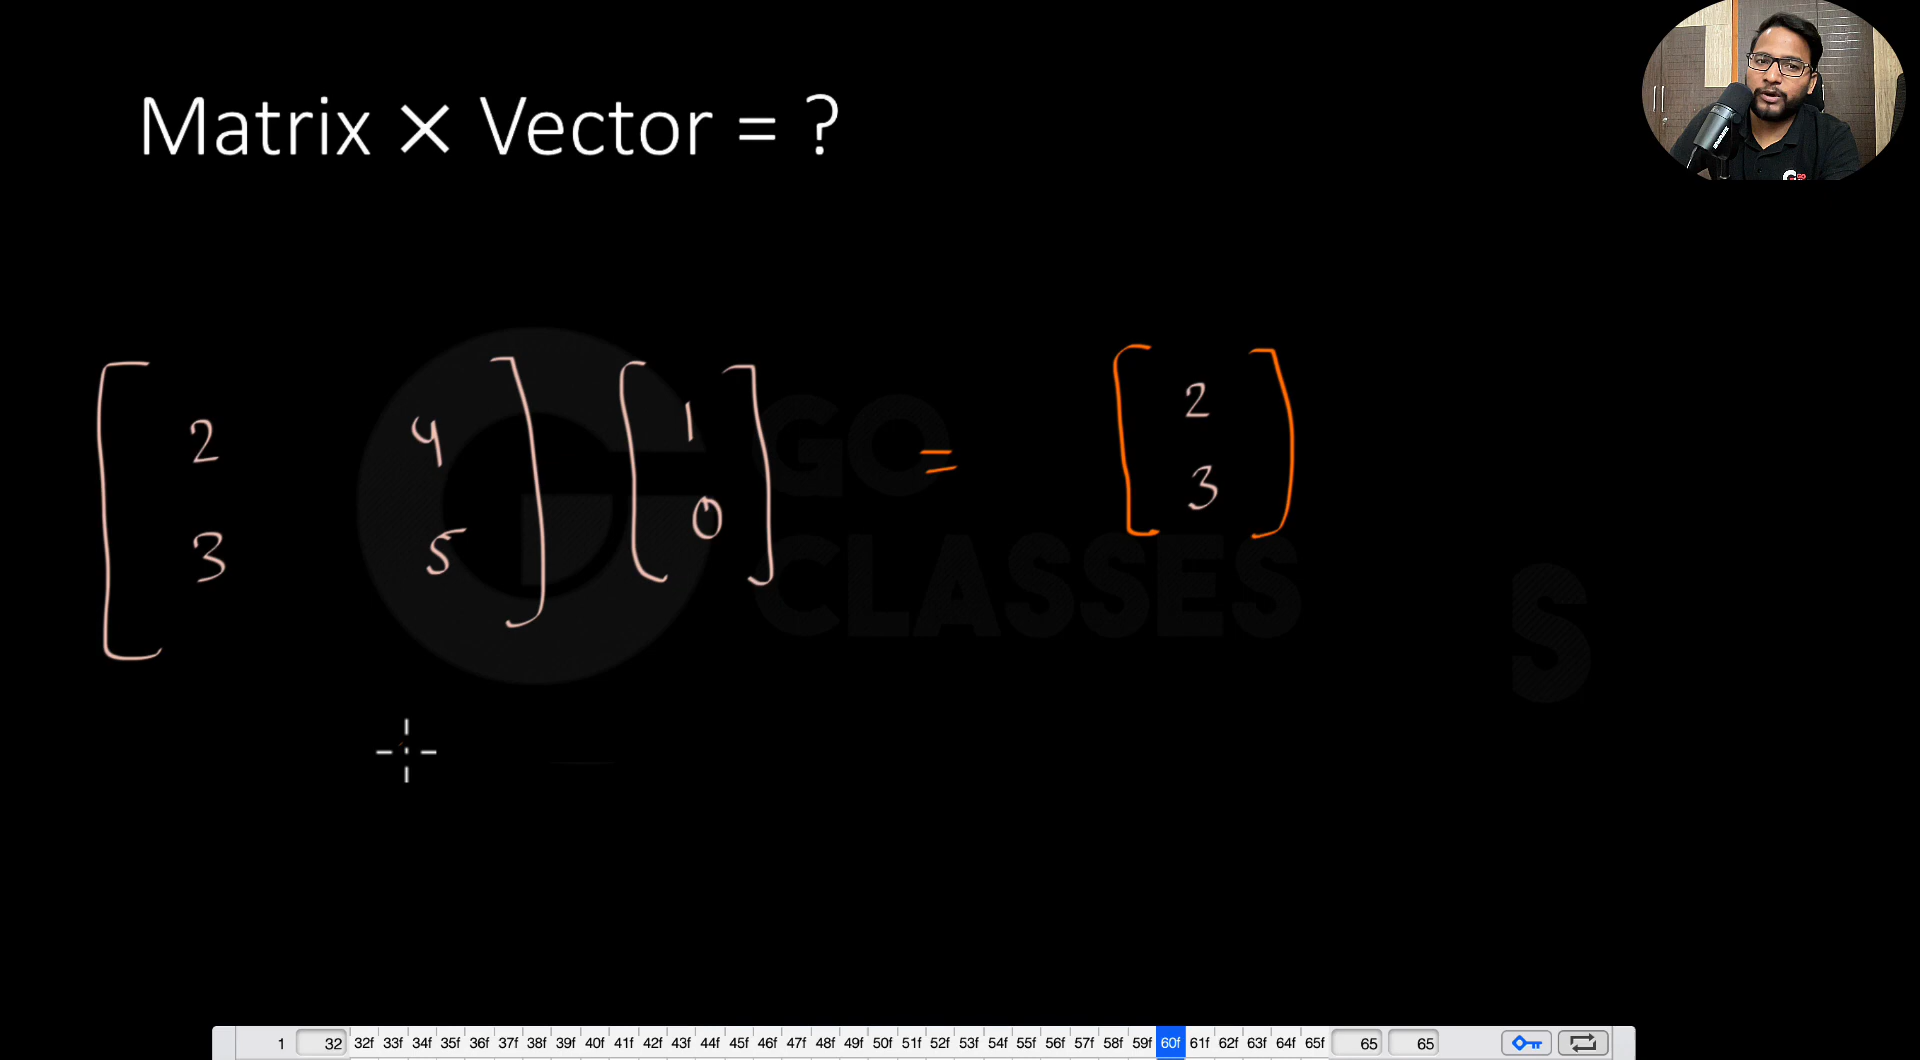 Matrix × Vector = ?
2 4 1 = 2
3 5 0 3
GO
CLASSES
S
1 32 32f 33f 34f 35f 36f 37f 38f 39f 40f 41f 42f 43f 44f 45f 46f 47f 48f 49f 50f 51f 52f 53f 54f 55f 56f 57f 58f 59f 60f 61f 62f 63f 64f 65f 65 65